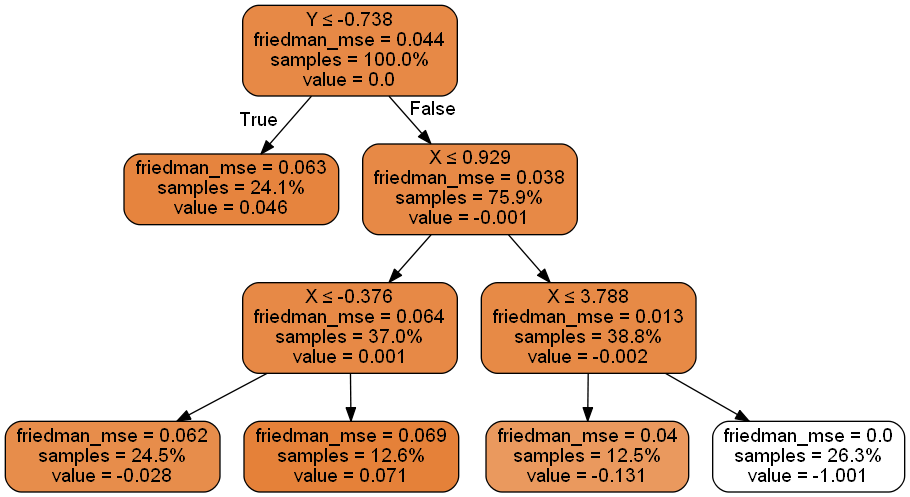 Y ≤ -0.738
friedman_mse = 0.044
samples = 100.0%
value = 0.0
True
False
friedman_mse = 0.063
samples = 24.1%
value = 0.046
X ≤ 0.929
friedman_mse = 0.038
samples = 75.9%
value = -0.001
X ≤ -0.376
friedman_mse = 0.064
samples = 37.0%
value = 0.001
X ≤ 3.788
friedman_mse = 0.013
samples = 38.8%
value = -0.002
friedman_mse = 0.062
samples = 24.5%
value = -0.028
friedman_mse = 0.069
samples = 12.6%
value = 0.071
friedman_mse = 0.04
samples = 12.5%
value = -0.131
friedman_mse = 0.0
samples = 26.3%
value = -1.001